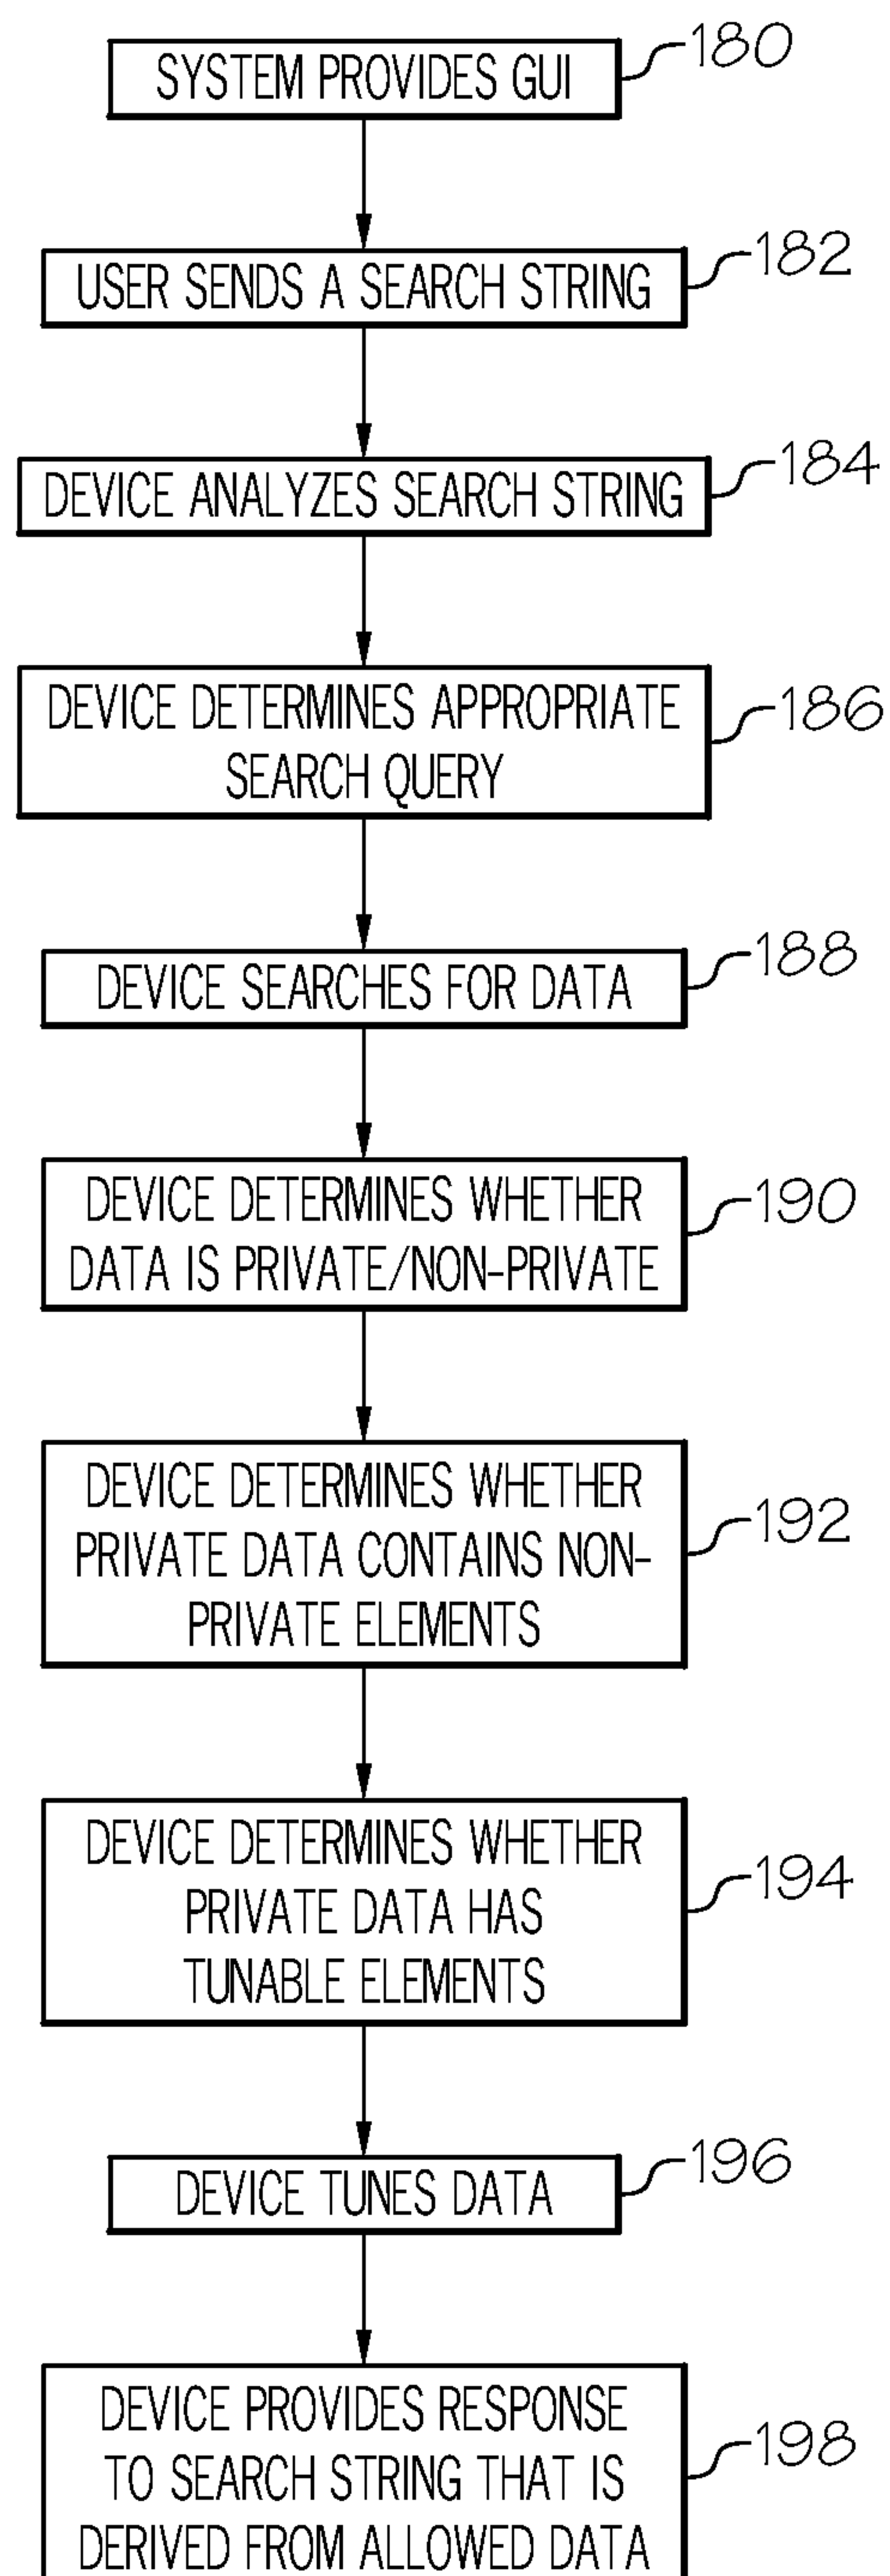 SYSTEM PROVIDES GUI
180
USER SENDS A SEARCH STRING
182
DEVICE ANALYZES SEARCH STRING
184
DEVICE DETERMINES APPROPRIATE
SEARCH QUERY
186
DEVICE SEARCHES FOR DATA
188
DEVICE DETERMINES WHETHER
DATA IS PRIVATE/NON-PRIVATE
190
DEVICE DETERMINES WHETHER
PRIVATE DATA CONTAINS NON-
PRIVATE ELEMENTS
192
DEVICE DETERMINES WHETHER
PRIVATE DATA HAS
TUNABLE ELEMENTS
194
DEVICE TUNES DATA
196
DEVICE PROVIDES RESPONSE
TO SEARCH STRING THAT IS
DERIVED FROM ALLOWED DATA
198